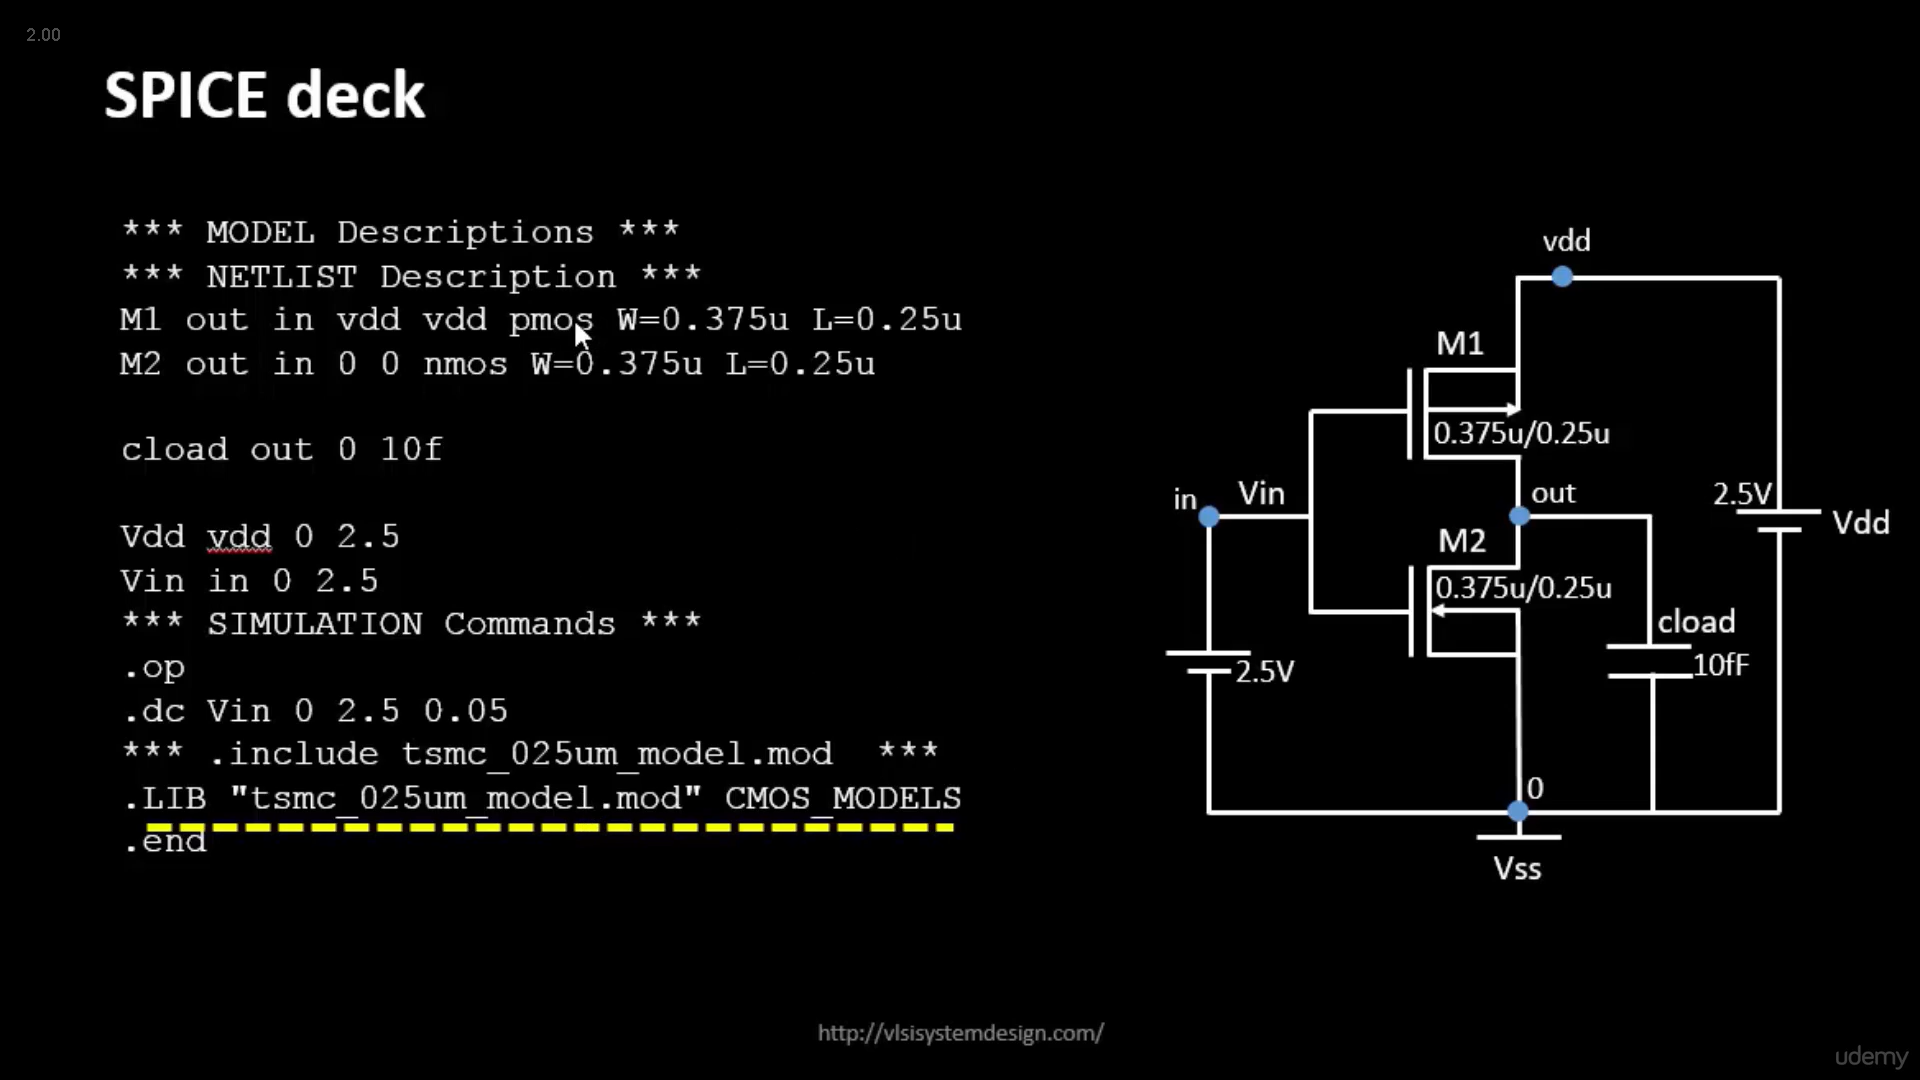 2.00
SPICE deck
*** MODEL Descriptions ***
*** NETLIST Description ***
M1 out in vdd vdd pmos W=0.375u L=0.25u
M2 out in 0 0 nmos W=0.375u L=0.25u
cload out 0 10f
Vdd vdd 0 2.5
Vin in 0 2.5
*** SIMULATION Commands ***
.op
.dc Vin 0 2.5 0.05
*** .include tsmc_025um_model.mod ***
.LIB "tsmc_025um_model.mod" CMOS_MODELS
.end
vdd
M1
0.375u/0.25u
in
Vin
out
2.5V
Vdd
M2
0.375u/0.25u
cload
10fF
2.5V
0
Vss
http://vlsisystemdesign.com/
udemy